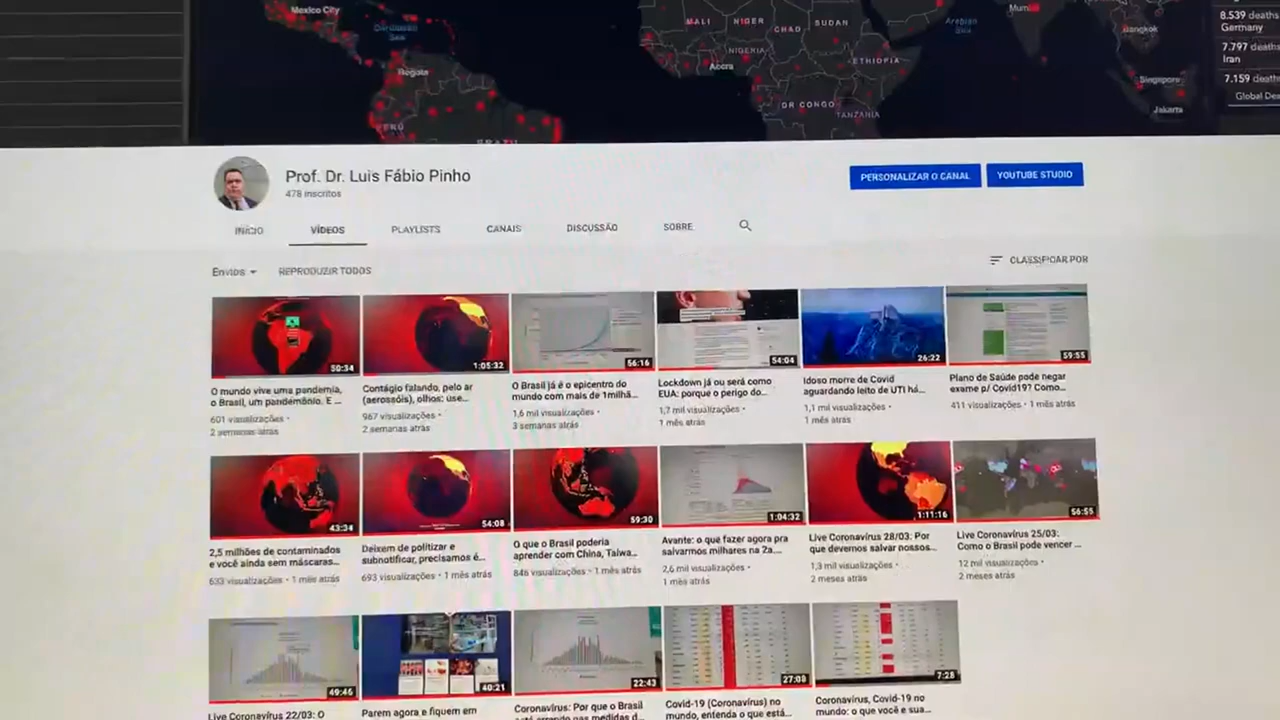 Mexico City
Caribbean Sea
Bogota
PERÚ
BRAZIL
MALI
NIGER
CHAD
SUDAN
NIGERIA
Accra
ETHIOPIA
DR CONGO
TANZANIA
Arabian Sea
Mumbai
Bangkok
Singapore
Jakarta
8.539 deaths
Germany
7.797 deaths
Iran
7.159 deaths
Global Dea
Prof. Dr. Luis Fábio Pinho
478 inscritos
PERSONALIZAR O CANAL
YOUTUBE STUDIO
INÍCIO
VÍDEOS
PLAYLISTS
CANAIS
DISCUSSÃO
SOBRE
Envios
REPRODUZIR TODOS
CLASSIFICAR POR
50:34
1:05:32
56:16
54:04
26:22
59:55
O mundo vive uma pandemia,
o Brasil, um pandemônio. E ...
601 visualizações •
2 semanas atrás
Contágio falando, pelo ar
(aerossóis), olhos: use...
967 visualizações •
2 semanas atrás
O Brasil já é o epicentro do
mundo com mais de 1milhã...
1,6 mil visualizações •
3 semanas atrás
Lockdown já ou será como
EUA: porque o perigo do...
1,7 mil visualizações •
1 mês atrás
Idoso morre de Covid
aguardando leito de UTI há...
1,1 mil visualizações •
1 mês atrás
Plano de Saúde pode negar
exame p/ Covid19? Como...
411 visualizações • 1 mês atrás
43:34
54:08
59:30
1:04:32
1:11:16
56:55
2,5 milhões de contaminados
e você ainda sem máscaras...
633 visualizações • 1 mês atrás
Deixem de politizar e
subnotificar, precisamos é...
693 visualizações • 1 mês atrás
O que o Brasil poderia
aprender com China, Taiwa...
846 visualizações • 1 mês atrás
Avante: o que fazer agora pra
salvarmos milhares na 2a....
2,6 mil visualizações •
1 mês atrás
Live Coronavírus 28/03: Por
que devemos salvar nossos...
1,3 mil visualizações •
2 meses atrás
Live Coronavírus 25/03:
Como o Brasil pode vencer ...
12 mil visualizações •
2 meses atrás
49:46
40:21
22:43
27:08
7:28
Live Coronavírus 22/03: O
Parem agora e fiquem em
Coronavírus: Por que o Brasil
está errando nas medidas d...
Covid-19 (Coronavírus) no
mundo, entenda o que está...
Coronavírus, Covid-19 no
mundo: o que você e sua...